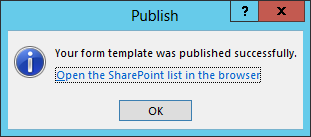 Publish
? x
Your form template was published successfully.
Open the SharePoint list in the browser
OK